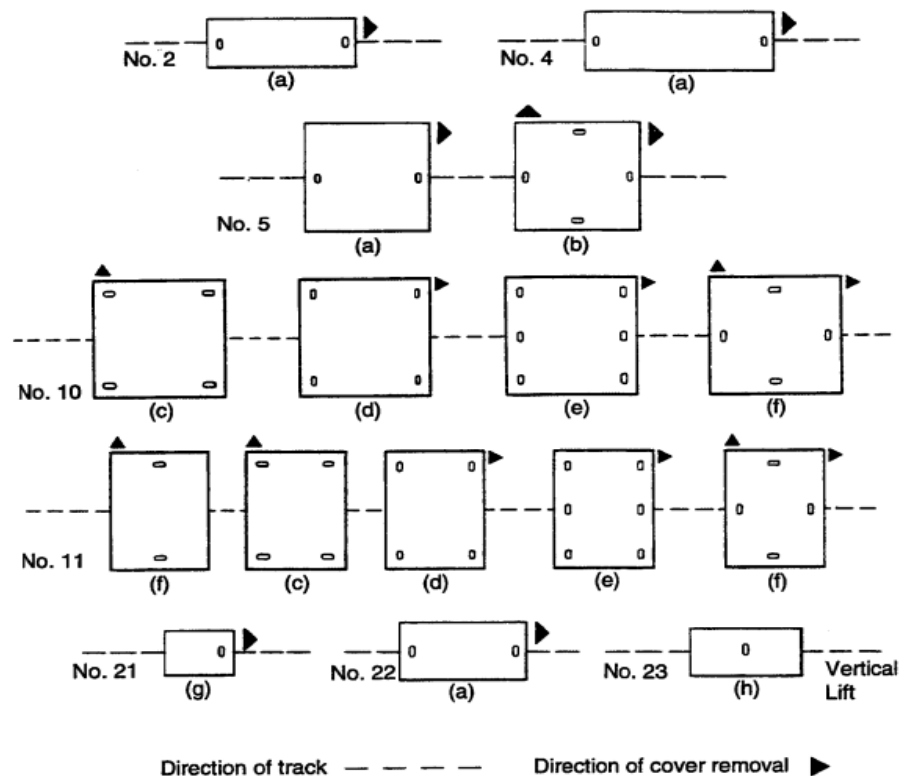 No. 2
(a)
No. 4
(a)
No. 5
(a)
(b)
No. 10
(c)
(d)
(e)
(f)
No. 11
(f)
(c)
(d)
(e)
(f)
No. 21
(g)
No. 22
(a)
No. 23
(h)
Vertical
Lift
Direction of track
Direction of cover removal